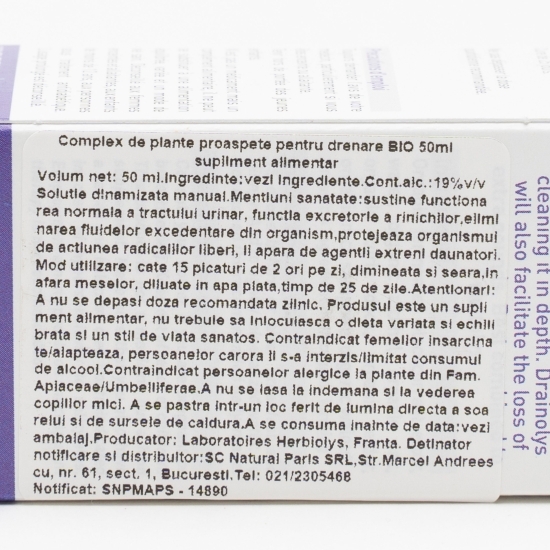 Complex de plante proaspete pentru drenare BIO 50ml
supliment alimentar
Volum net: 50 ml.Ingredinte:vezi Ingrediente.Cont.alc.:19%v/v
Solutie dinamizata manual.Mentiuni sanatate:sustine functiona
rea normala a tractului urinar, functia excretorie a rinichilor,elimi
narea fluidelor excedentare din organism,protejeaza organismul
de actiunea radicalilor liberi, il apara de agentii extreni daunatori.
Mod utilizare: cate 15 picaturi de 2 ori pe zi, dimineata si seara,in
afara meselor, diluate in apa plata,timp de 25 de zile.Atentionari:
A nu se depasi doza recomandata zilnic. Produsul este un supli
ment alimentar, nu trebuie sa inlocuiasca o dieta variata si echili
brata si un stil de viata sanatos. Contraindicat femeilor insarcina
te/alapteaza, persoanelor carora li s-a interzis/limitat consumul
de alcool.Contraindicat persoanelor alergice la plante din Fam.
Apiaceae/Umbelliferae.A nu se lasa la indemana si la vederea
copiilor mici. A se pastra intr-un loc ferit de lumina directa a soa
relui si de sursele de caldura.A se consuma inainte de data:vezi
ambalaj.Producator: Laboratoires Herbiolys, Franta. Detinator
notificare si distribuitor:SC Natural Paris SRL,Str.Marcel Andrees
cu, nr. 61, sect. 1, Bucuresti.Tel: 021/2305468
Notificat: SNPMAPS - 14890
cleaning it in depth. Drainolys
will also facilitate the loss of